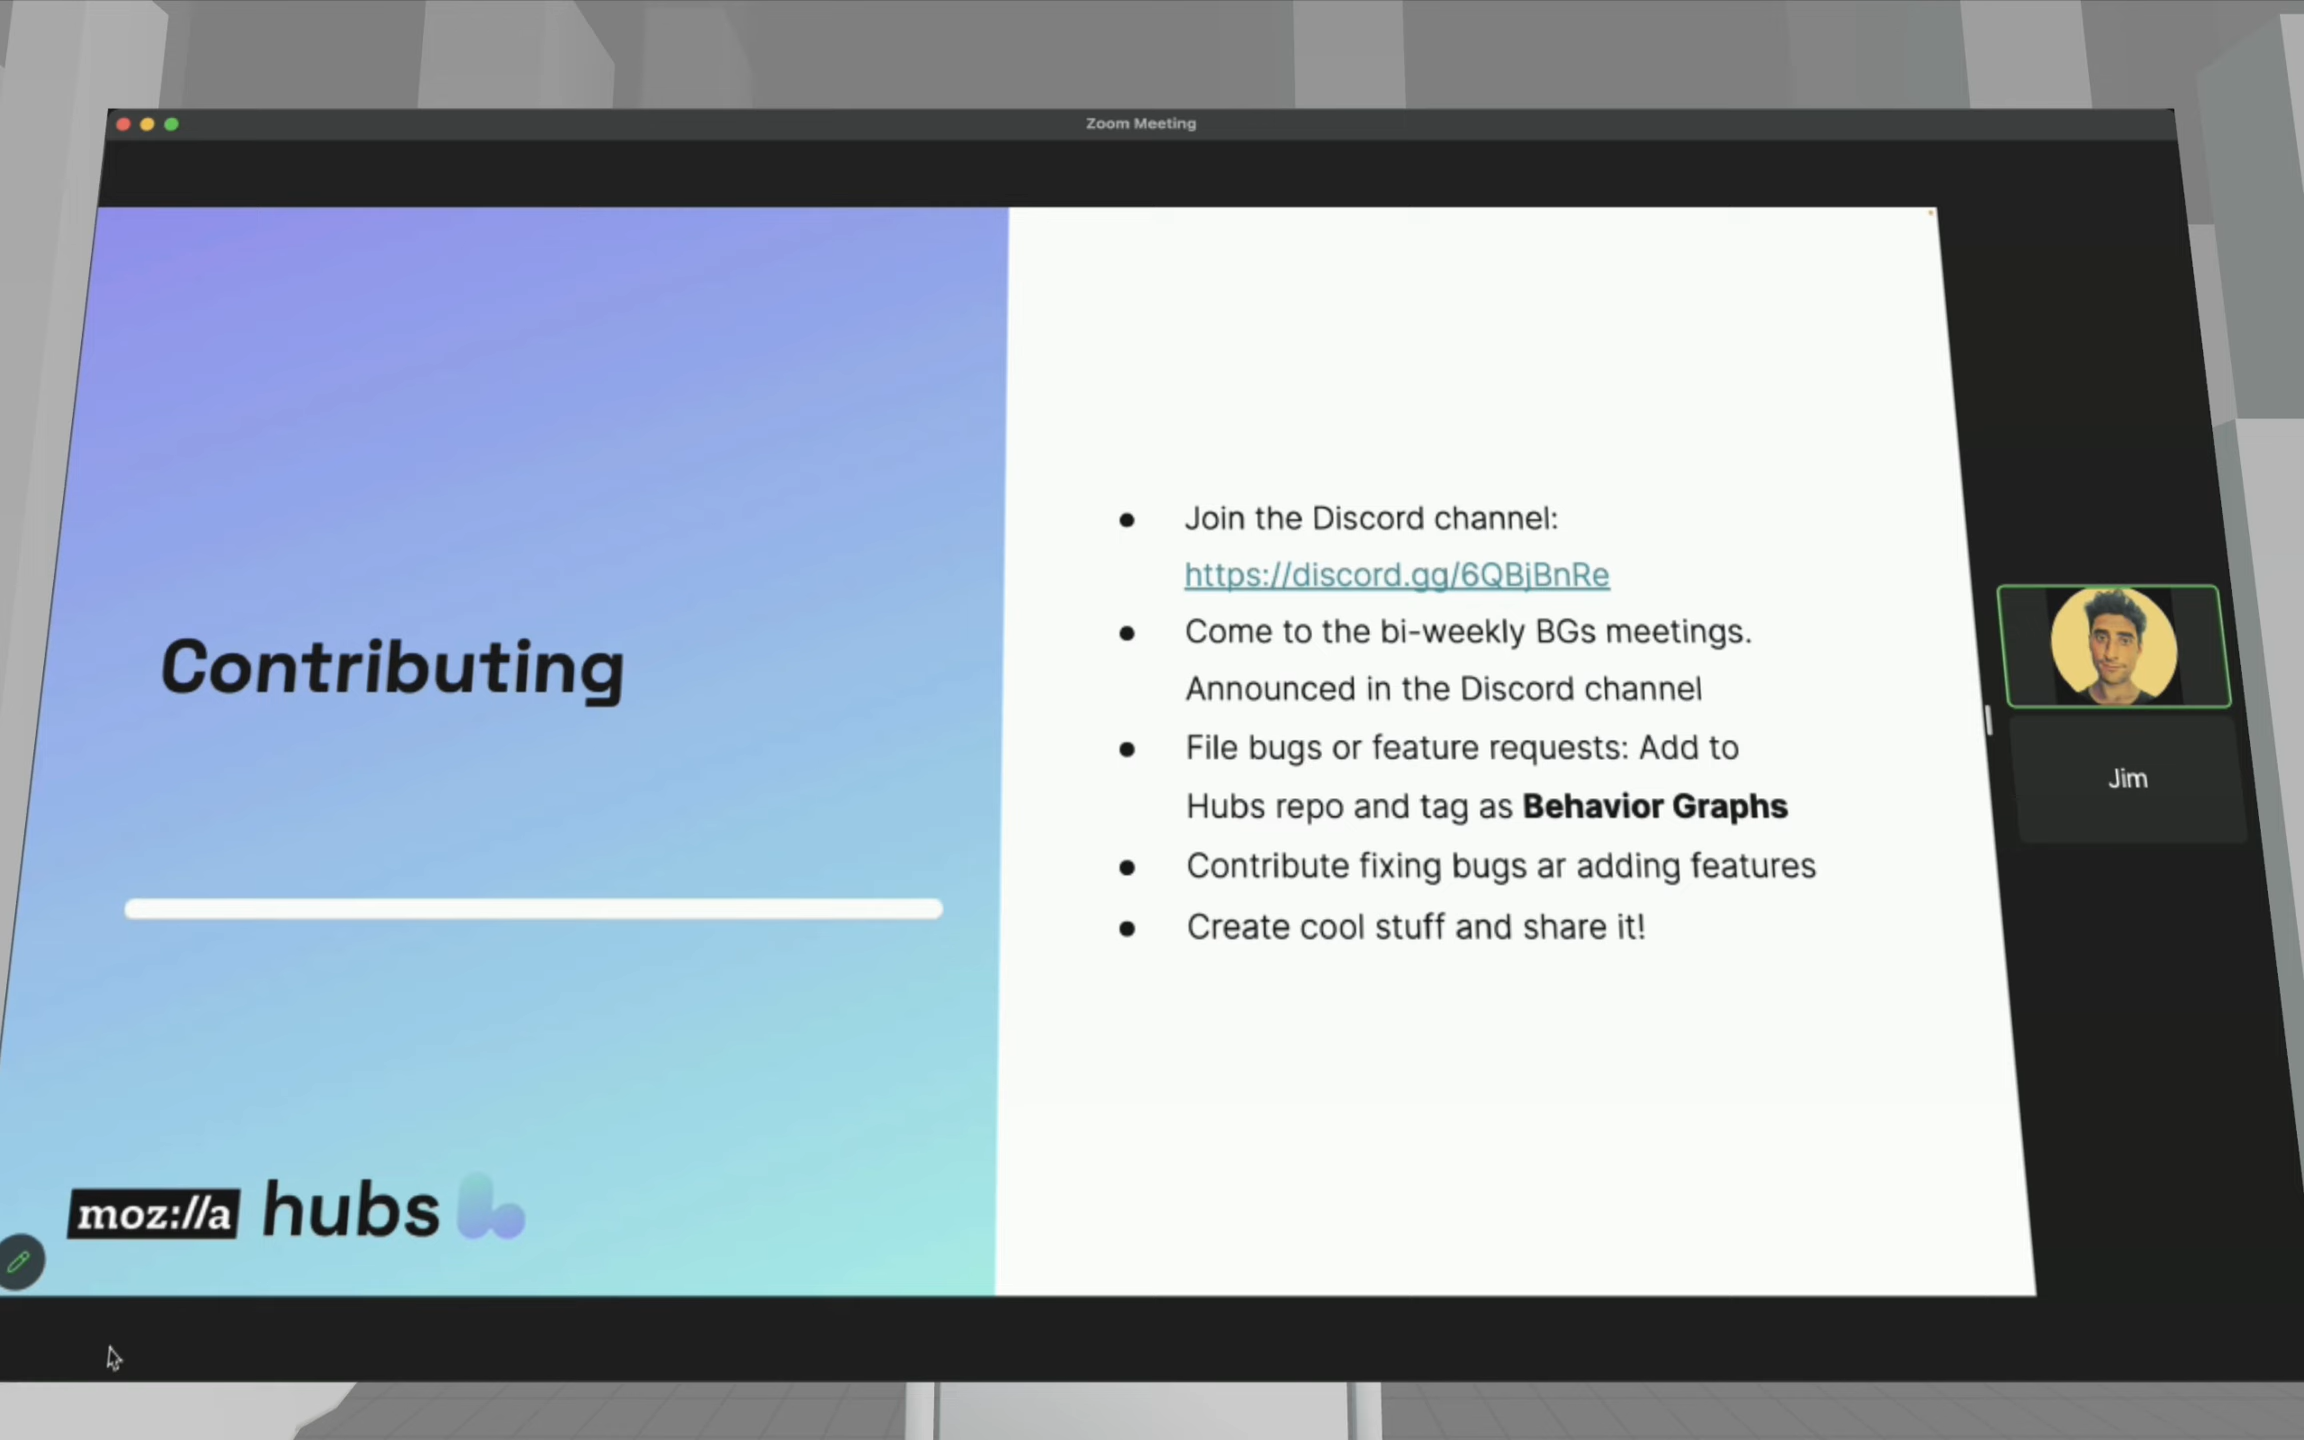 Zoom Meeting
Contributing
moz://a hubs
Join the Discord channel:
https://discord.gg/6QBjBnRe
Come to the bi-weekly BGs meetings.
Announced in the Discord channel
File bugs or feature requests: Add to
Hubs repo and tag as Behavior Graphs
Contribute fixing bugs ar adding features
Create cool stuff and share it!
Jim